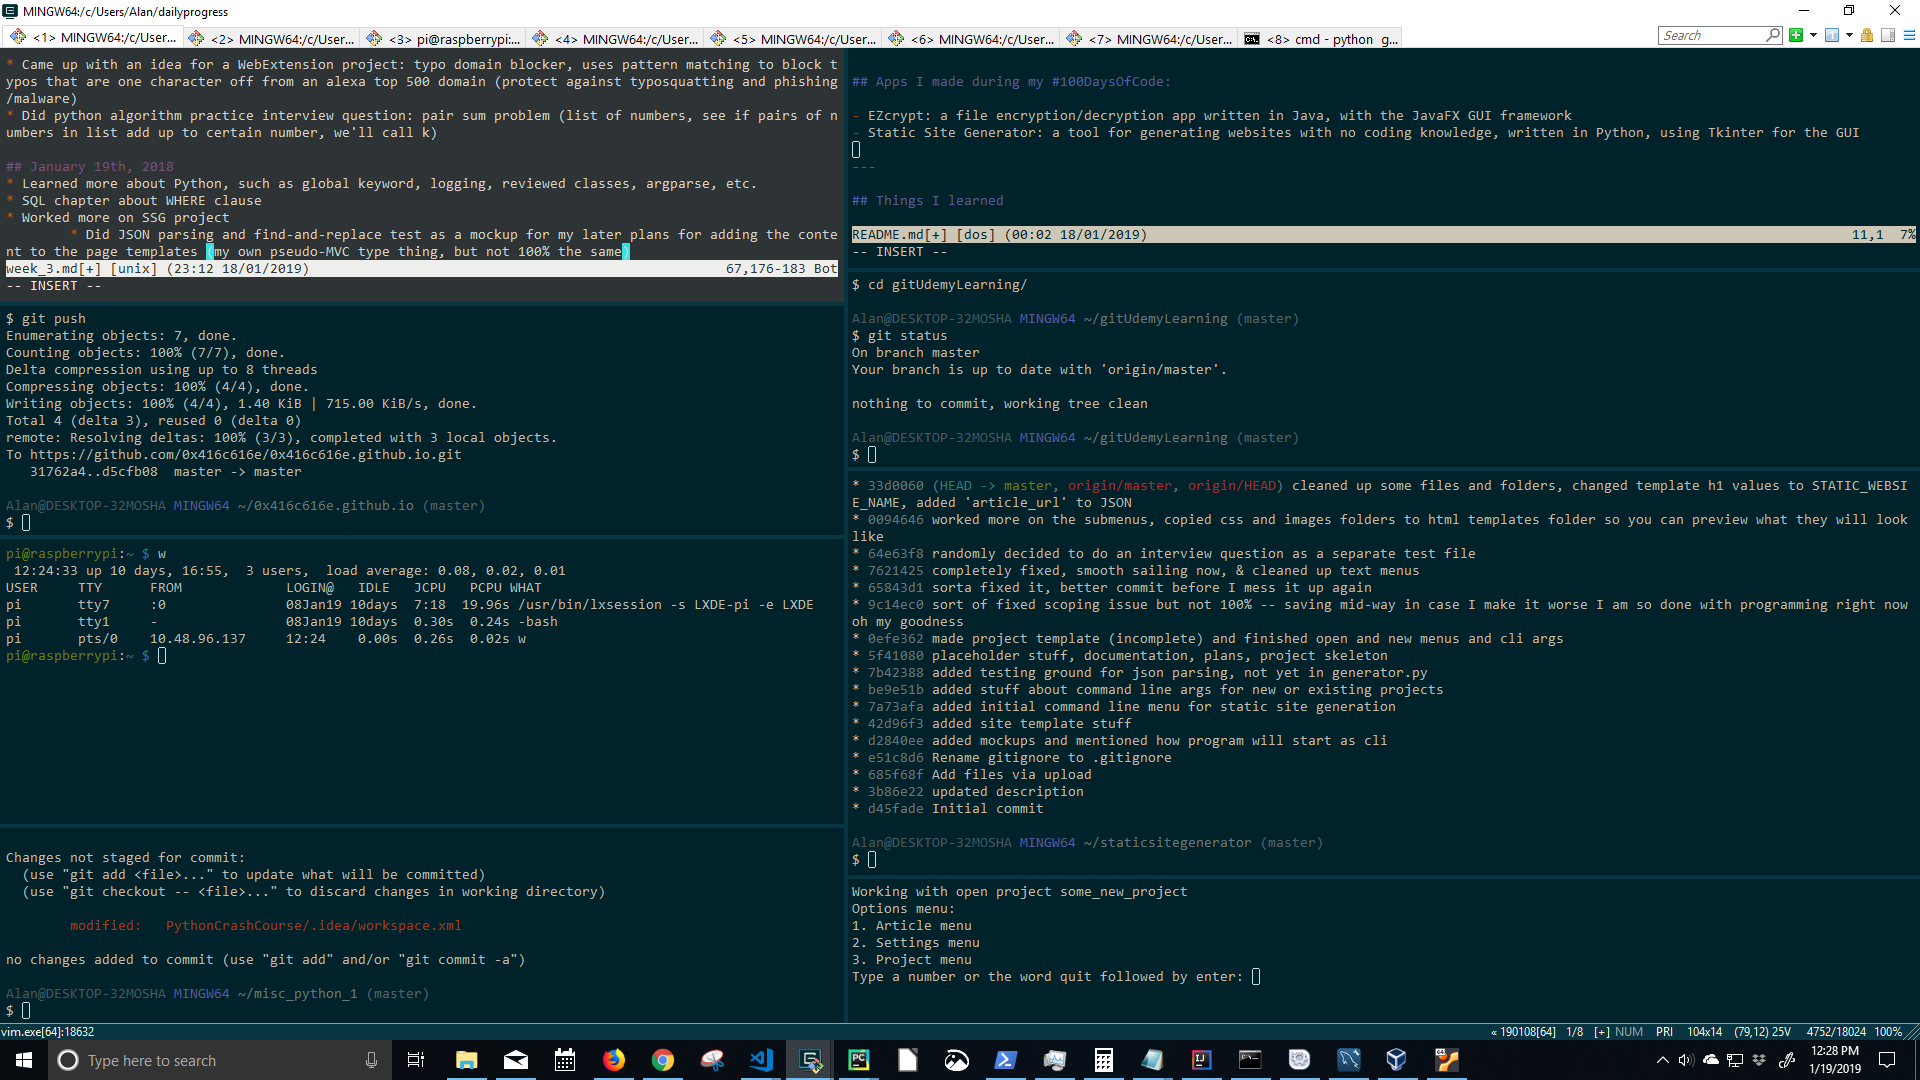 MINGW64:/c/Users/Alan/dailyprogress
<1> MINGW64:/c/User...
<2> MINGW64:/c/User...
<3> pi@raspberrypi:...
<4> MINGW64:/c/User...
<5> MINGW64:/c/User...
<6> MINGW64:/c/User...
<7> MINGW64:/c/User...
<8> cmd - python  g...
Search
* Came up with an idea for a WebExtension project: typo domain blocker, uses pattern matching to block t
ypos that are one character off from an alexa top 500 domain (protect against typosquatting and phishing
/malware)
* Did python algorithm practice interview question: pair sum problem (list of numbers, see if pairs of n
umbers in list add up to certain number, we'll call k)
## January 19th, 2018
* Learned more about Python, such as global keyword, logging, reviewed classes, argparse, etc.
* SQL chapter about WHERE clause
* Worked more on SSG project
* Did JSON parsing and find-and-replace test as a mockup for my later plans for adding the conte
nt to the page templates (my own pseudo-MVC type thing, but not 100% the same)
week_3.md[+] [unix] (23:12 18/01/2019) 67,176-183 Bot
-- INSERT --
$ git push
Enumerating objects: 7, done.
Counting objects: 100% (7/7), done.
Delta compression using up to 8 threads
Compressing objects: 100% (4/4), done.
Writing objects: 100% (4/4), 1.40 KiB | 715.00 KiB/s, done.
Total 4 (delta 3), reused 0 (delta 0)
remote: Resolving deltas: 100% (3/3), completed with 3 local objects.
To https://github.com/0x416c616e/0x416c616e.github.io.git
31762a4..d5cfb08  master -> master
Alan@DESKTOP-32MOSHA MINGW64 ~/0x416c616e.github.io (master)
$
pi@raspberrypi:~ $ w
12:24:33 up 10 days, 16:55,  3 users,  load average: 0.08, 0.02, 0.01
USER     TTY      FROM             LOGIN@   IDLE   JCPU   PCPU WHAT
pi       tty7     :0               08Jan19 10days  7:18  19.96s /usr/bin/lxsession -s LXDE-pi -e LXDE
pi       tty1     -                08Jan19 10days  0.30s  0.24s -bash
pi       pts/0    10.48.96.137     12:24    0.00s  0.26s  0.02s w
pi@raspberrypi:~ $
Changes not staged for commit:
(use "git add <file>..." to update what will be committed)
(use "git checkout -- <file>..." to discard changes in working directory)
modified:   PythonCrashCourse/.idea/workspace.xml
no changes added to commit (use "git add" and/or "git commit -a")
Alan@DESKTOP-32MOSHA MINGW64 ~/misc_python_1 (master)
$
## Apps I made during my #100DaysOfCode:
- EZcrypt: a file encryption/decryption app written in Java, with the JavaFX GUI framework
- Static Site Generator: a tool for generating websites with no coding knowledge, written in Python, using Tkinter for the GUI
---
## Things I learned
README.md[+] [dos] (00:02 18/01/2019) 11,1 7%
-- INSERT --
$ cd gitUdemyLearning/
Alan@DESKTOP-32MOSHA MINGW64 ~/gitUdemyLearning (master)
$ git status
On branch master
Your branch is up to date with 'origin/master'.
nothing to commit, working tree clean
Alan@DESKTOP-32MOSHA MINGW64 ~/gitUdemyLearning (master)
$
* 33d0060 (HEAD -> master, origin/master, origin/HEAD) cleaned up some files and folders, changed template h1 values to STATIC_WEBSI
E_NAME, added 'article_url' to JSON
* 0094646 worked more on the submenus, copied css and images folders to html templates folder so you can preview what they will look
like
* 64e63f8 randomly decided to do an interview question as a separate test file
* 7621425 completely fixed, smooth sailing now, & cleaned up text menus
* 65843d1 sorta fixed it, better commit before I mess it up again
* 9c14ec0 sort of fixed scoping issue but not 100% -- saving mid-way in case I make it worse I am so done with programming right now
oh my goodness
* 0efe362 made project template (incomplete) and finished open and new menus and cli args
* 5f41080 placeholder stuff, documentation, plans, project skeleton
* 7b42388 added testing ground for json parsing, not yet in generator.py
* be9e51b added stuff about command line args for new or existing projects
* 7a73afa added initial command line menu for static site generation
* 42d96f3 added site template stuff
* d2840ee added mockups and mentioned how program will start as cli
* e51c8d6 Rename gitignore to .gitignore
* 685f68f Add files via upload
* 3b86e22 updated description
* d45fade Initial commit
Alan@DESKTOP-32MOSHA MINGW64 ~/staticsitegenerator (master)
$
Working with open project some_new_project
Options menu:
1. Article menu
2. Settings menu
3. Project menu
Type a number or the word quit followed by enter:
vim.exe[64]:18632
« 190108[64] 1/8 [+] NUM PRI 104x14 (79,12) 25V 4752/18024 100%
Type here to search
12:28 PM
1/19/2019